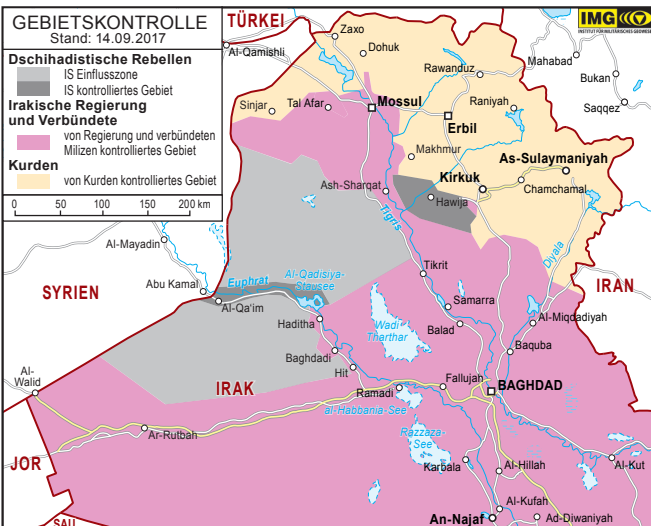 GEBIETSKONTROLLE
Stand: 14.09.2017
Dschihadistische Rebellen
IS Einflusszone
IS kontrolliertes Gebiet
Irakische Regierung
und Verbündete
von Regierung und verbündeten
Milizen kontrolliertes Gebiet
Kurden
von Kurden kontrolliertes Gebiet
0 50 100 150 200 km
IMG
INSTITUT FÜR MILITÄRISCHES GEOWESEN
TÜRKEI
Zaxo
Dohuk
Al-Qamishli
Rawanduz
Mahabad
Bukan
Saqqez
Sinjar
Tal Afar
Mossul
Raniyah
Erbil
Makhmur
As-Sulaymaniyah
Kirkuk
Chamchamal
Ash-Sharqat
Hawija
Tigris
Al-Mayadin
Diyala
Tikrit
SYRIEN
Abu Kamal
Euphrat
Al-Qadisiya-
Stausee
IRAN
Al-Qa'im
Samarra
Haditha
Wadi
Tharthar
Balad
Al-Miqdadiyah
Baghdadi
Baquba
Hit
Al-
Walid
IRAK
Ramadi
Fallujah
BAGHDAD
al-Habbania-See
Ar-Rutbah
Razzaza-
See
JOR
Karbala
Al-Hillah
Al-Kut
Al-Kufah
An-Najaf
Ad-Diwaniyah
SAU